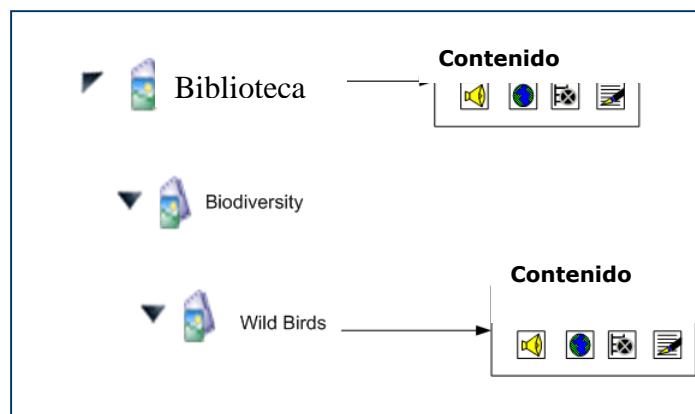 Contenido
Biblioteca
Biodiversity
Contenido
Wild Birds